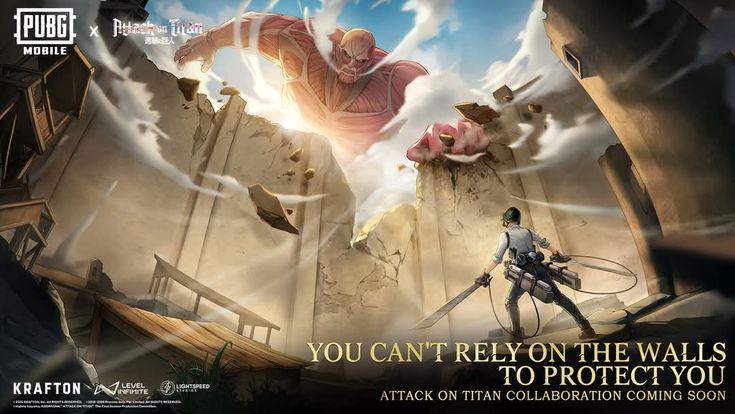 PUBG
MOBILE
x
Attack on Titan
進撃の巨人
YOU CAN'T RELY ON THE WALLS
TO PROTECT YOU
ATTACK ON TITAN COLLABORATION COMING SOON
KRAFTON
LEVEL
INFINITE
LIGHTSPEED
STUDIOS